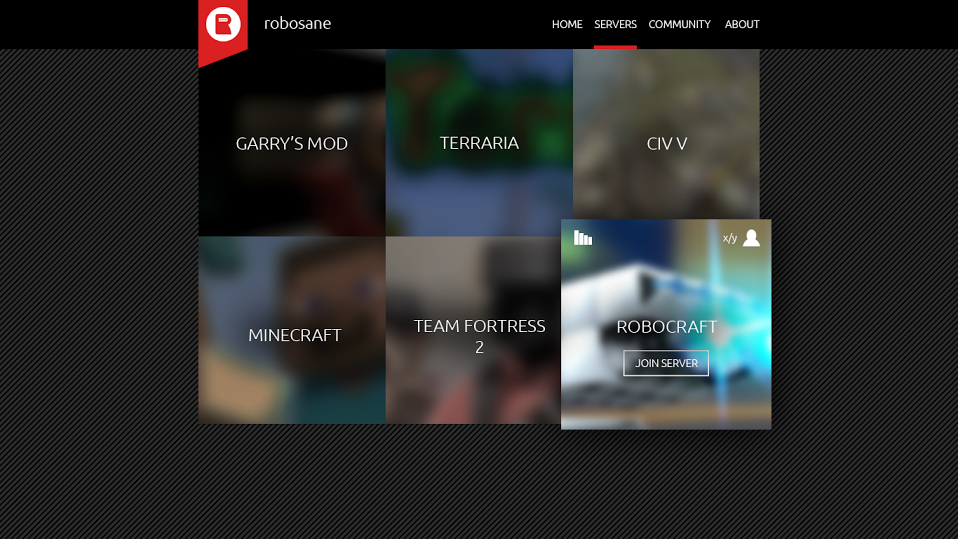 R
robosane
HOME SERVERS COMMUNITY ABOUT
GARRY'S MOD
TERRARIA
CIV V
MINECRAFT
TEAM FORTRESS
2
x/y
ROBOCRAFT
JOIN SERVER